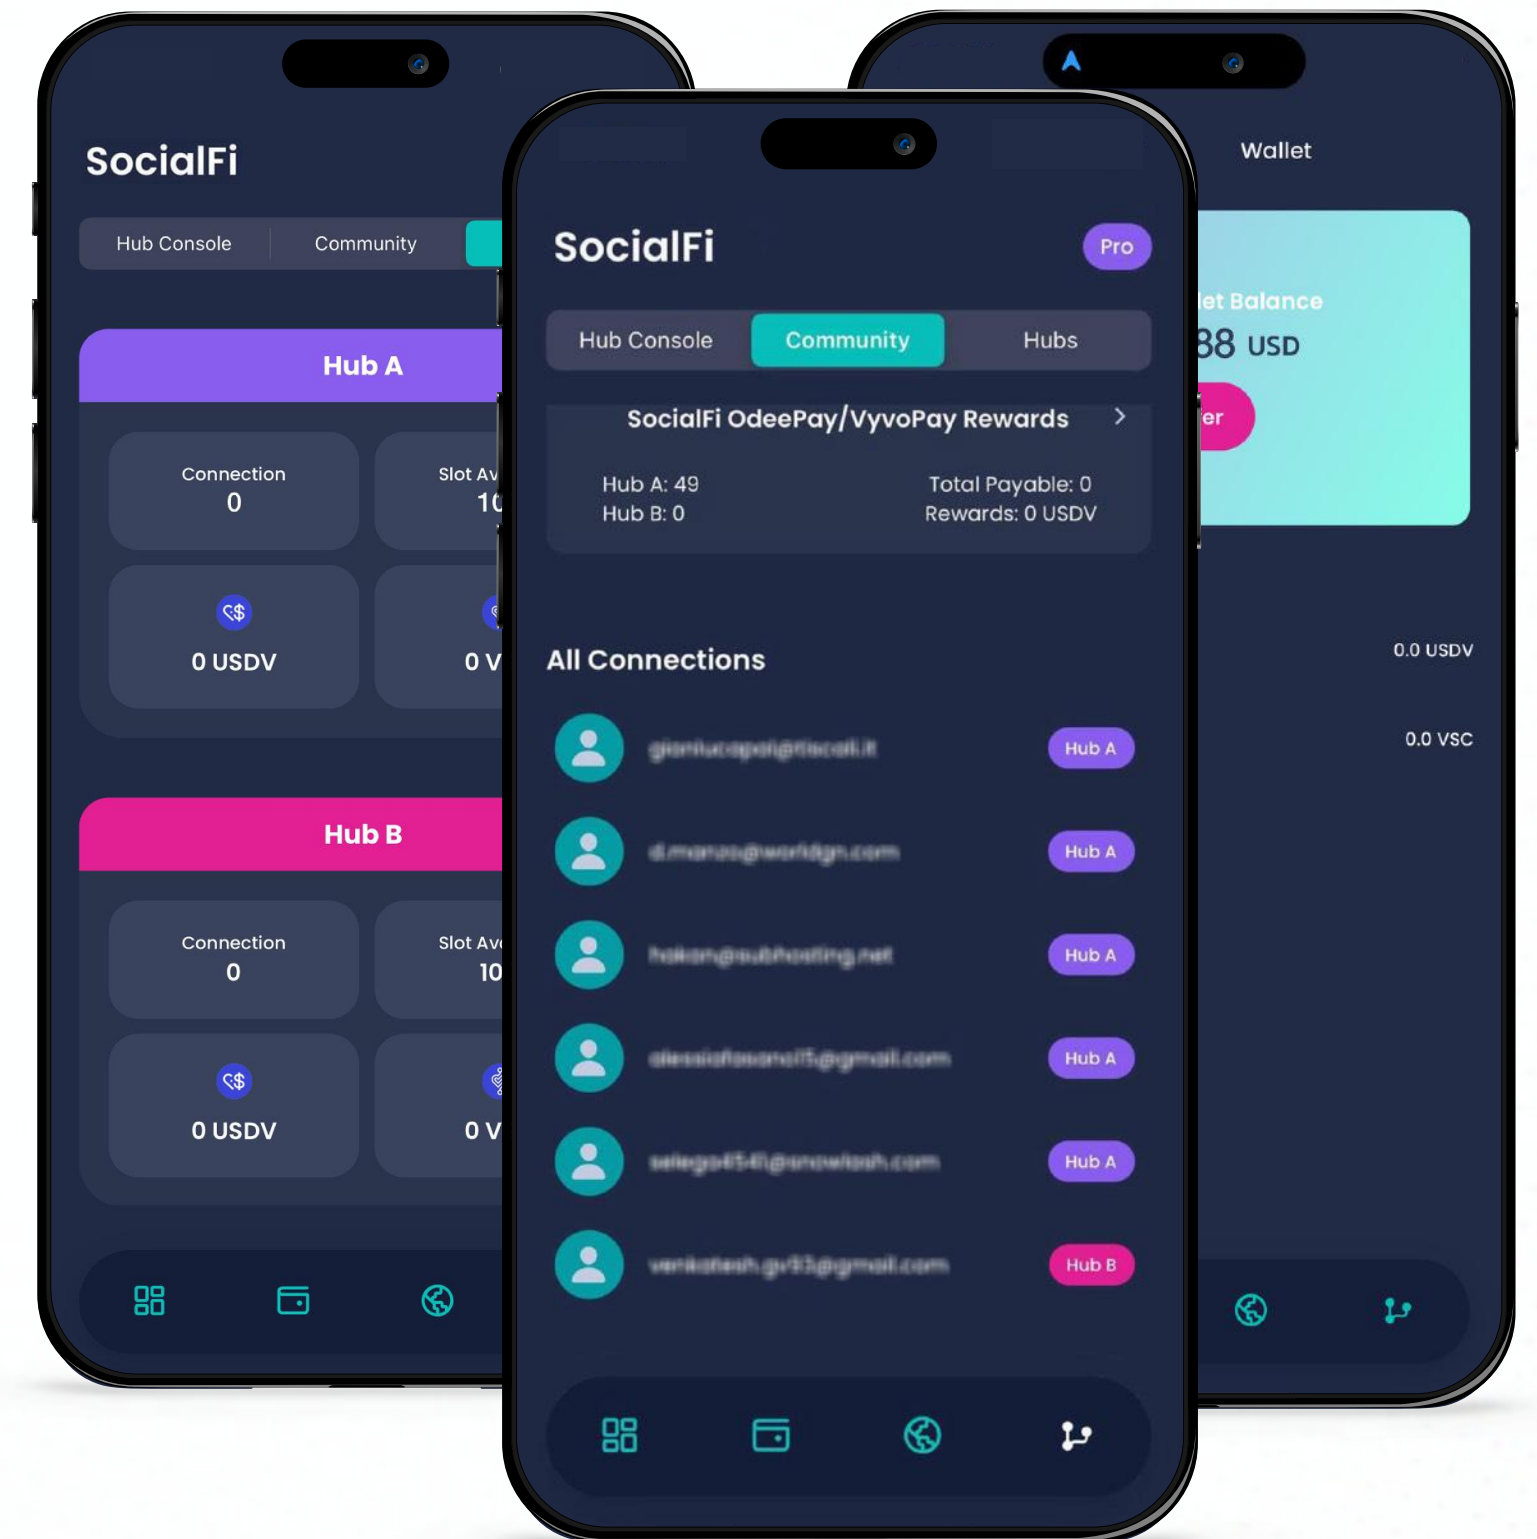 SocialFi
Hub Console
Community
Hub A
Connection
0
Slot Av
10
0 USDV
0 V
Hub B
Connection
0
Slot Av
10
0 USDV
0 V
SocialFi
Pro
Hub Console
Community
Hubs
SocialFi OdeePay/VyvoPay Rewards
Hub A: 49
Total Payable: 0
Hub B: 0
Rewards: 0 USDV
All Connections
Hub A
Hub A
Hub A
Hub A
Hub A
Hub B
Wallet
let Balance
88 USD
er
0.0 USDV
0.0 VSC